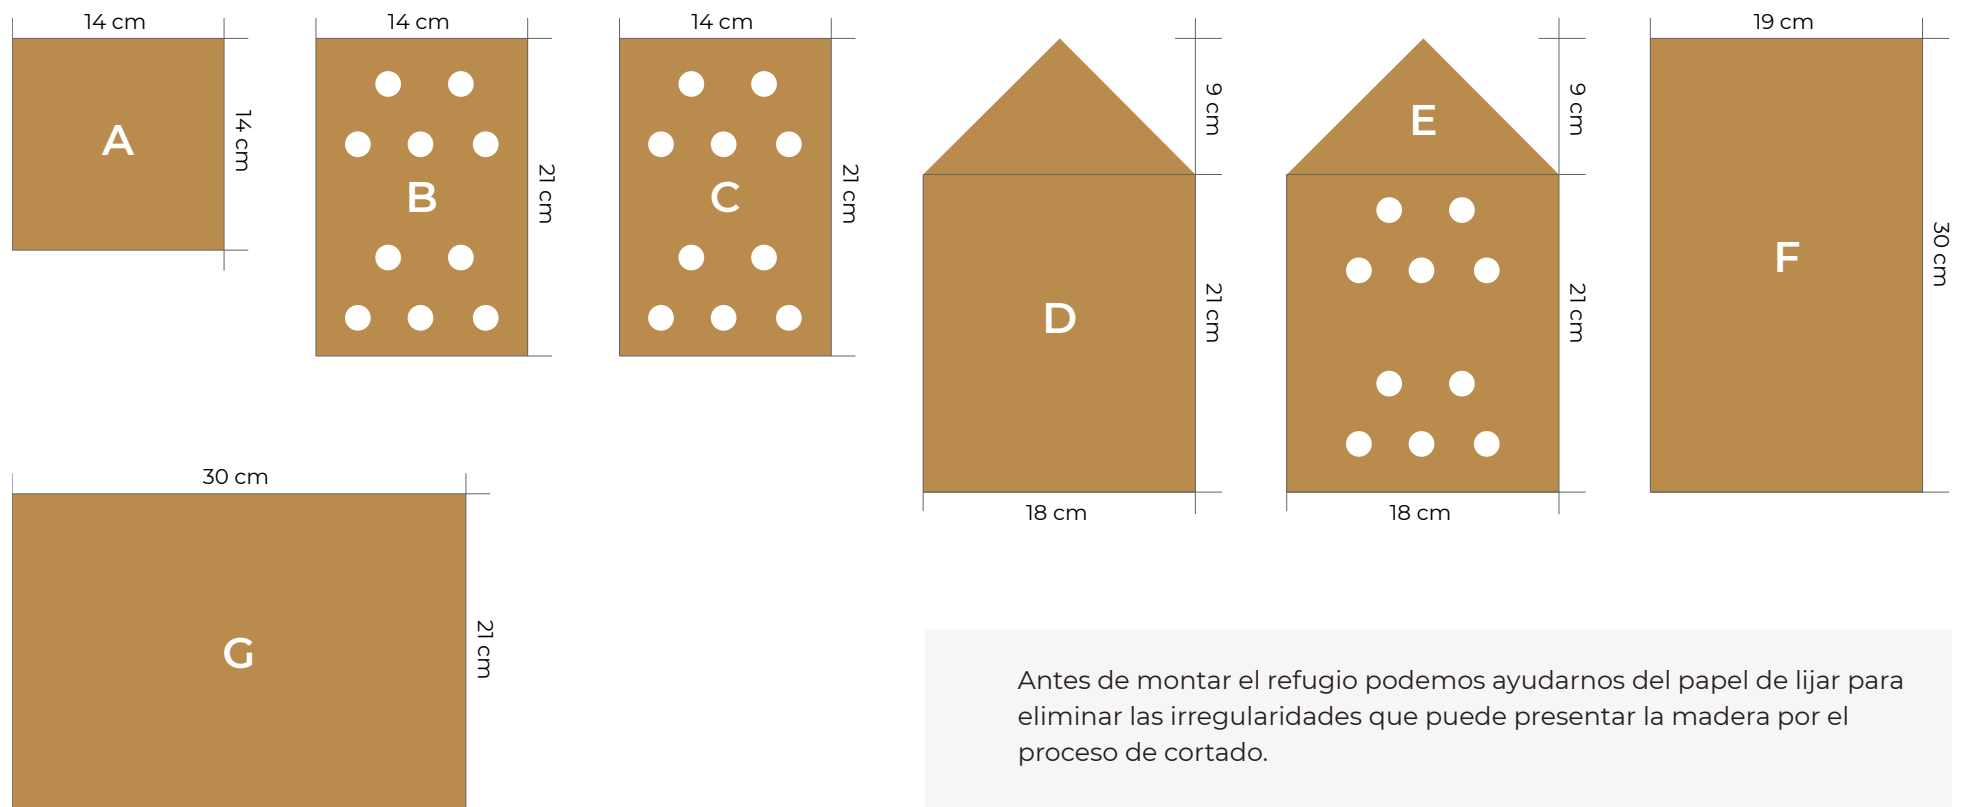 14 cm
14 cm
14 cm
19 cm
A
14 cm
B
21 cm
C
21 cm
D
9 cm
21 cm
18 cm
E
9 cm
21 cm
18 cm
F
30 cm
30 cm
G
21 cm
Antes de montar el refugio podemos ayudarnos del papel de lijar para
eliminar las irregularidades que puede presentar la madera por el
proceso de cortado.